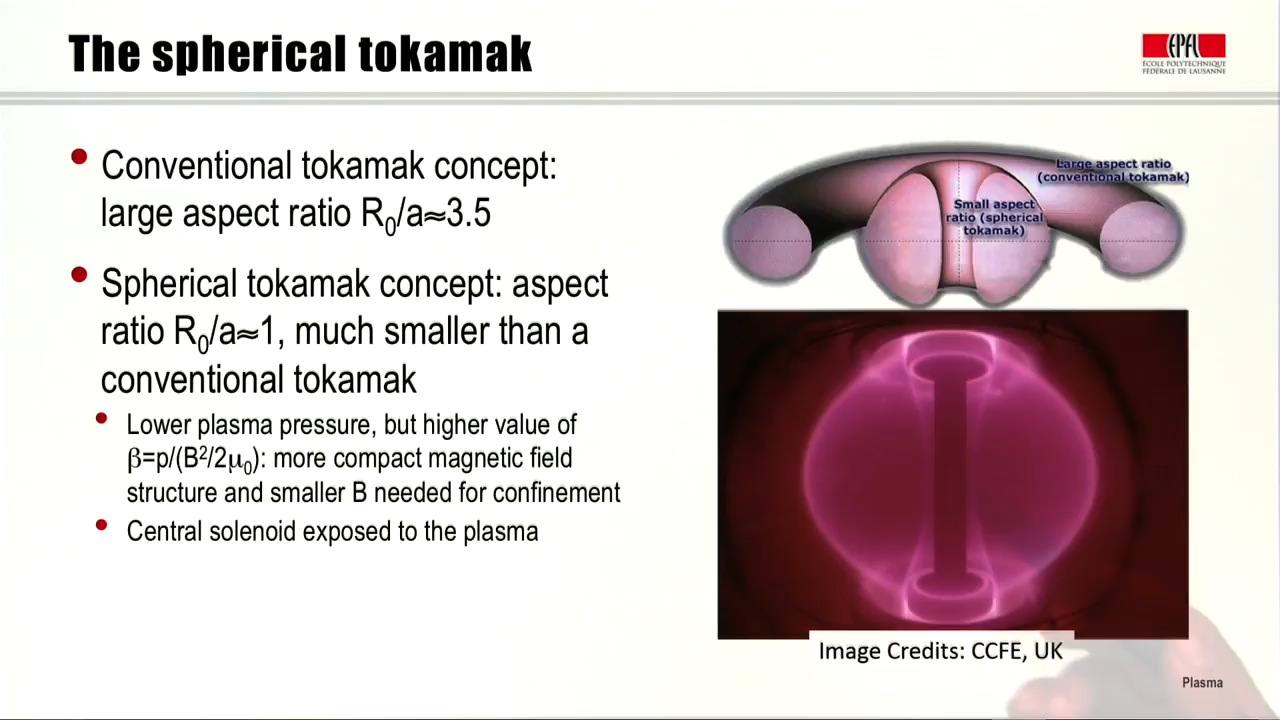 The spherical tokamak
EPFL
ÉCOLE POLYTECHNIQUE
FÉDÉRALE DE LAUSANNE
• Conventional tokamak concept:
large aspect ratio R₀/a≈3.5
• Spherical tokamak concept: aspect
ratio R₀/a≈1, much smaller than a
conventional tokamak
• Lower plasma pressure, but higher value of
β=p/(B²/2μ₀): more compact magnetic field
structure and smaller B needed for confinement
• Central solenoid exposed to the plasma
Large aspect ratio
(conventional tokamak)
Small aspect
ratio (spherical
tokamak)
Image Credits: CCFE, UK
Plasma